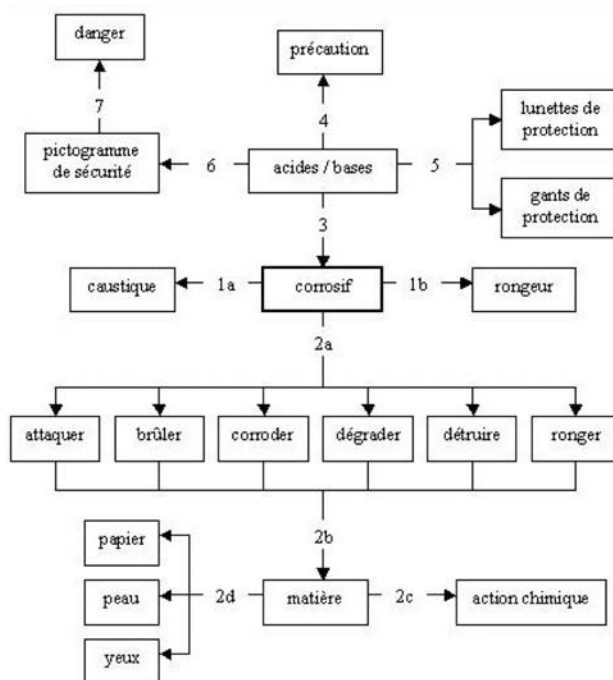 danger
précaution
7
4
lunettes de
protection
pictogramme
de sécurité
6
acides / bases
5
gants de
protection
3
caustique
1a
corrosif
1b
rongeur
2a
attaquer
brûler
corroder
dégrader
détruire
ronger
2b
papier
peau
2d
matière
2c
action chimique
yeux